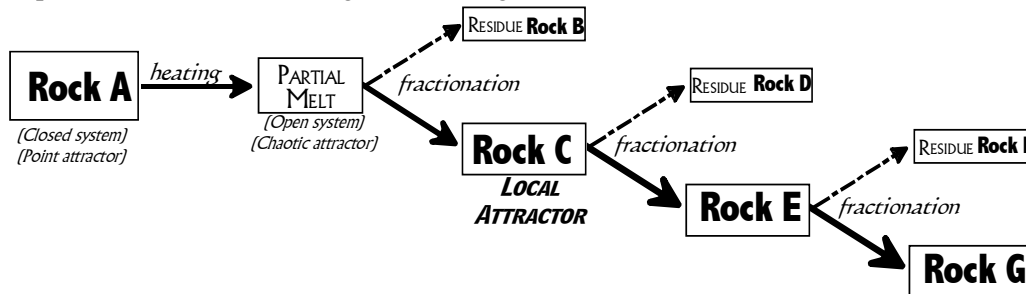 RESIDUE Rock B
Rock A
heating
PARTIAL
MELT
fractionation
(Closed system)
(Point attractor)
(Open system)
(Chaotic attractor)
RESIDUE Rock D
Rock C
fractionation
LOCAL
ATTRACTOR
RESIDUE Rock
Rock E
fractionation
Rock G